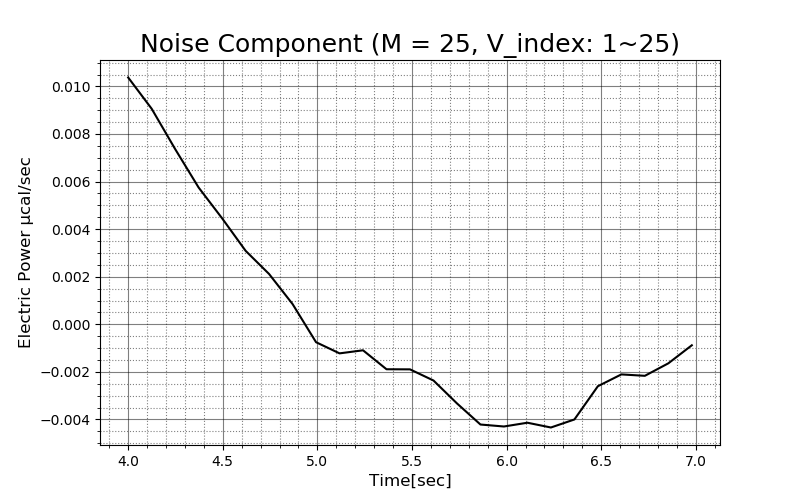 Noise Component (M = 25, V_index: 1~25)
Electric Power μcal/sec
0.010
0.008
0.006
0.004
0.002
0.000
−0.002
−0.004
4.0 4.5 5.0 5.5 6.0 6.5 7.0
Time[sec]